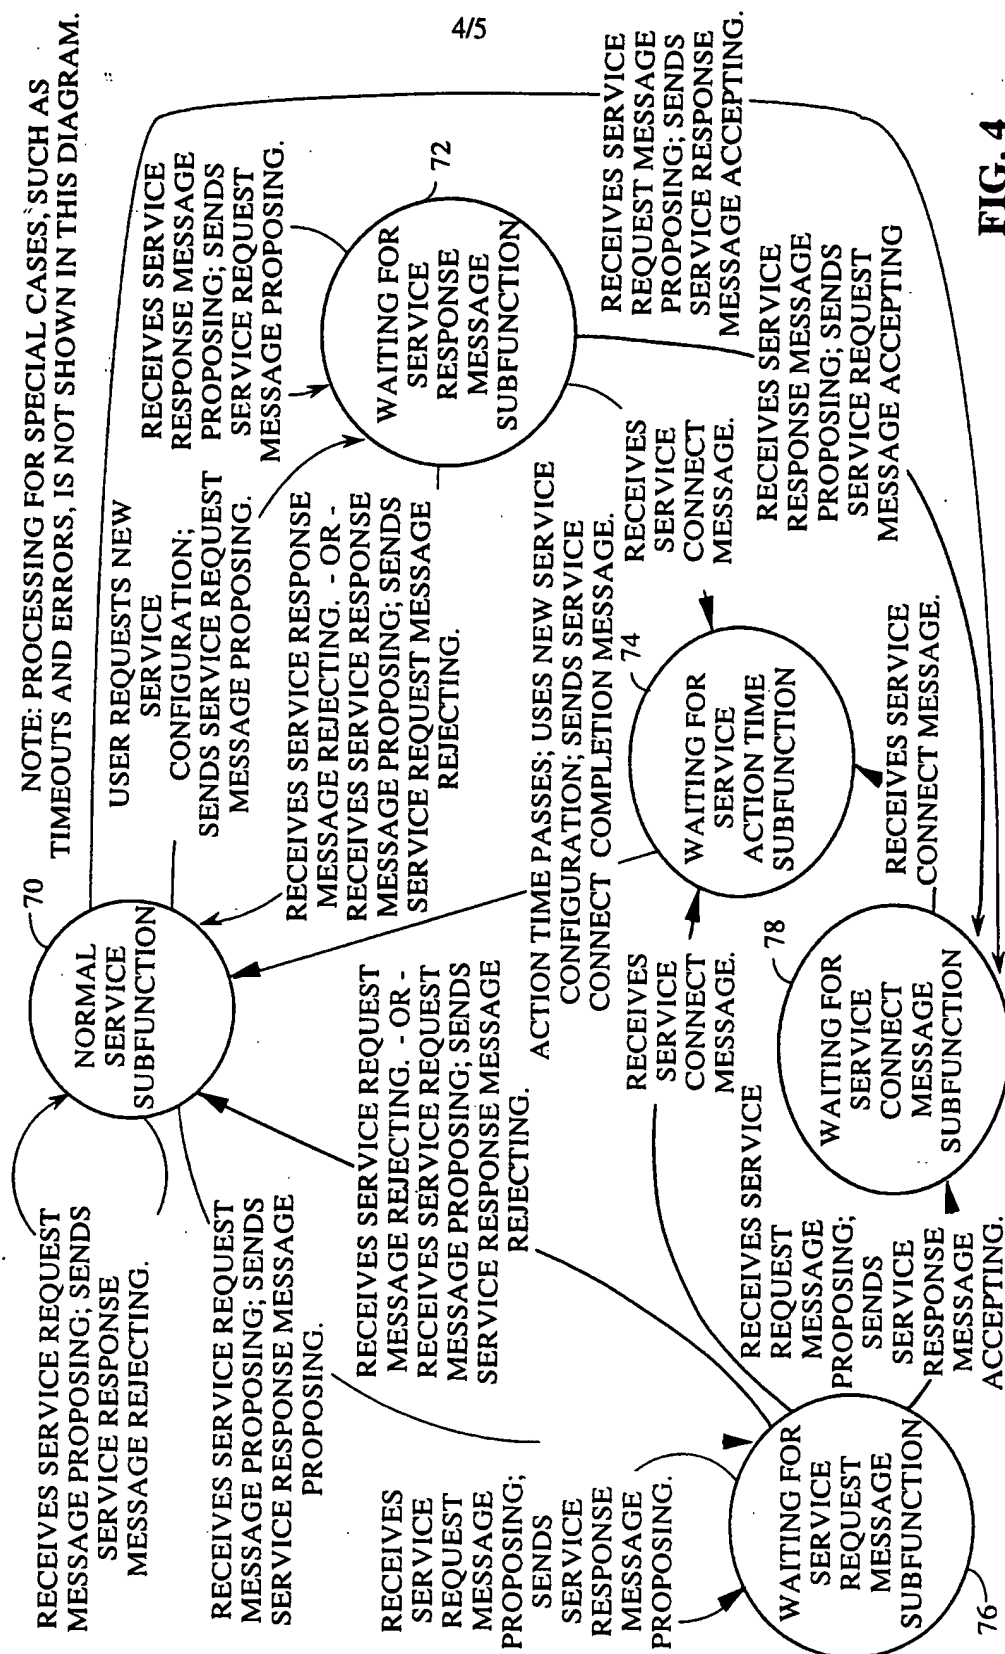 4/5
NOTE: PROCESSING FOR SPECIAL CASES, SUCH AS
TIMEOUTS AND ERRORS, IS NOT SHOWN IN THIS DIAGRAM.
70
NORMAL
SERVICE
SUBFUNCTION
RECEIVES SERVICE REQUEST
MESSAGE PROPOSING; SENDS
SERVICE RESPONSE
MESSAGE REJECTING.
RECEIVES SERVICE REQUEST
MESSAGE PROPOSING; SENDS
SERVICE RESPONSE MESSAGE
PROPOSING.
USER REQUESTS NEW
SERVICE
CONFIGURATION;
SENDS SERVICE REQUEST
MESSAGE PROPOSING.
RECEIVES SERVICE
RESPONSE MESSAGE
PROPOSING; SENDS
SERVICE REQUEST
MESSAGE PROPOSING.
72
WAITING FOR
SERVICE
RESPONSE
MESSAGE
SUBFUNCTION
RECEIVES SERVICE RESPONSE
MESSAGE REJECTING. - OR -
RECEIVES SERVICE RESPONSE
MESSAGE PROPOSING; SENDS
SERVICE REQUEST MESSAGE
REJECTING.
RECEIVES SERVICE REQUEST
MESSAGE REJECTING. - OR -
RECEIVES SERVICE REQUEST
MESSAGE PROPOSING; SENDS
SERVICE RESPONSE MESSAGE
REJECTING.
ACTION TIME PASSES; USES NEW SERVICE
CONFIGURATION; SENDS SERVICE
CONNECT COMPLETION MESSAGE.
RECEIVES
SERVICE
CONNECT
MESSAGE.
RECEIVES SERVICE
REQUEST MESSAGE
PROPOSING; SENDS
SERVICE RESPONSE
MESSAGE ACCEPTING.
RECEIVES SERVICE
RESPONSE MESSAGE
PROPOSING; SENDS
SERVICE REQUEST
MESSAGE ACCEPTING
74
WAITING FOR
SERVICE
ACTION TIME
SUBFUNCTION
RECEIVES
SERVICE
CONNECT
MESSAGE.
RECEIVES SERVICE
CONNECT MESSAGE.
78
WAITING FOR
SERVICE
CONNECT
MESSAGE
SUBFUNCTION
RECEIVES
SERVICE
REQUEST
MESSAGE
PROPOSING;
SENDS
SERVICE
RESPONSE
MESSAGE
PROPOSING.
RECEIVES SERVICE
REQUEST
MESSAGE
PROPOSING;
SENDS
SERVICE
RESPONSE
MESSAGE
ACCEPTING.
WAITING FOR
SERVICE
REQUEST
MESSAGE
SUBFUNCTION
76
FIG. 4